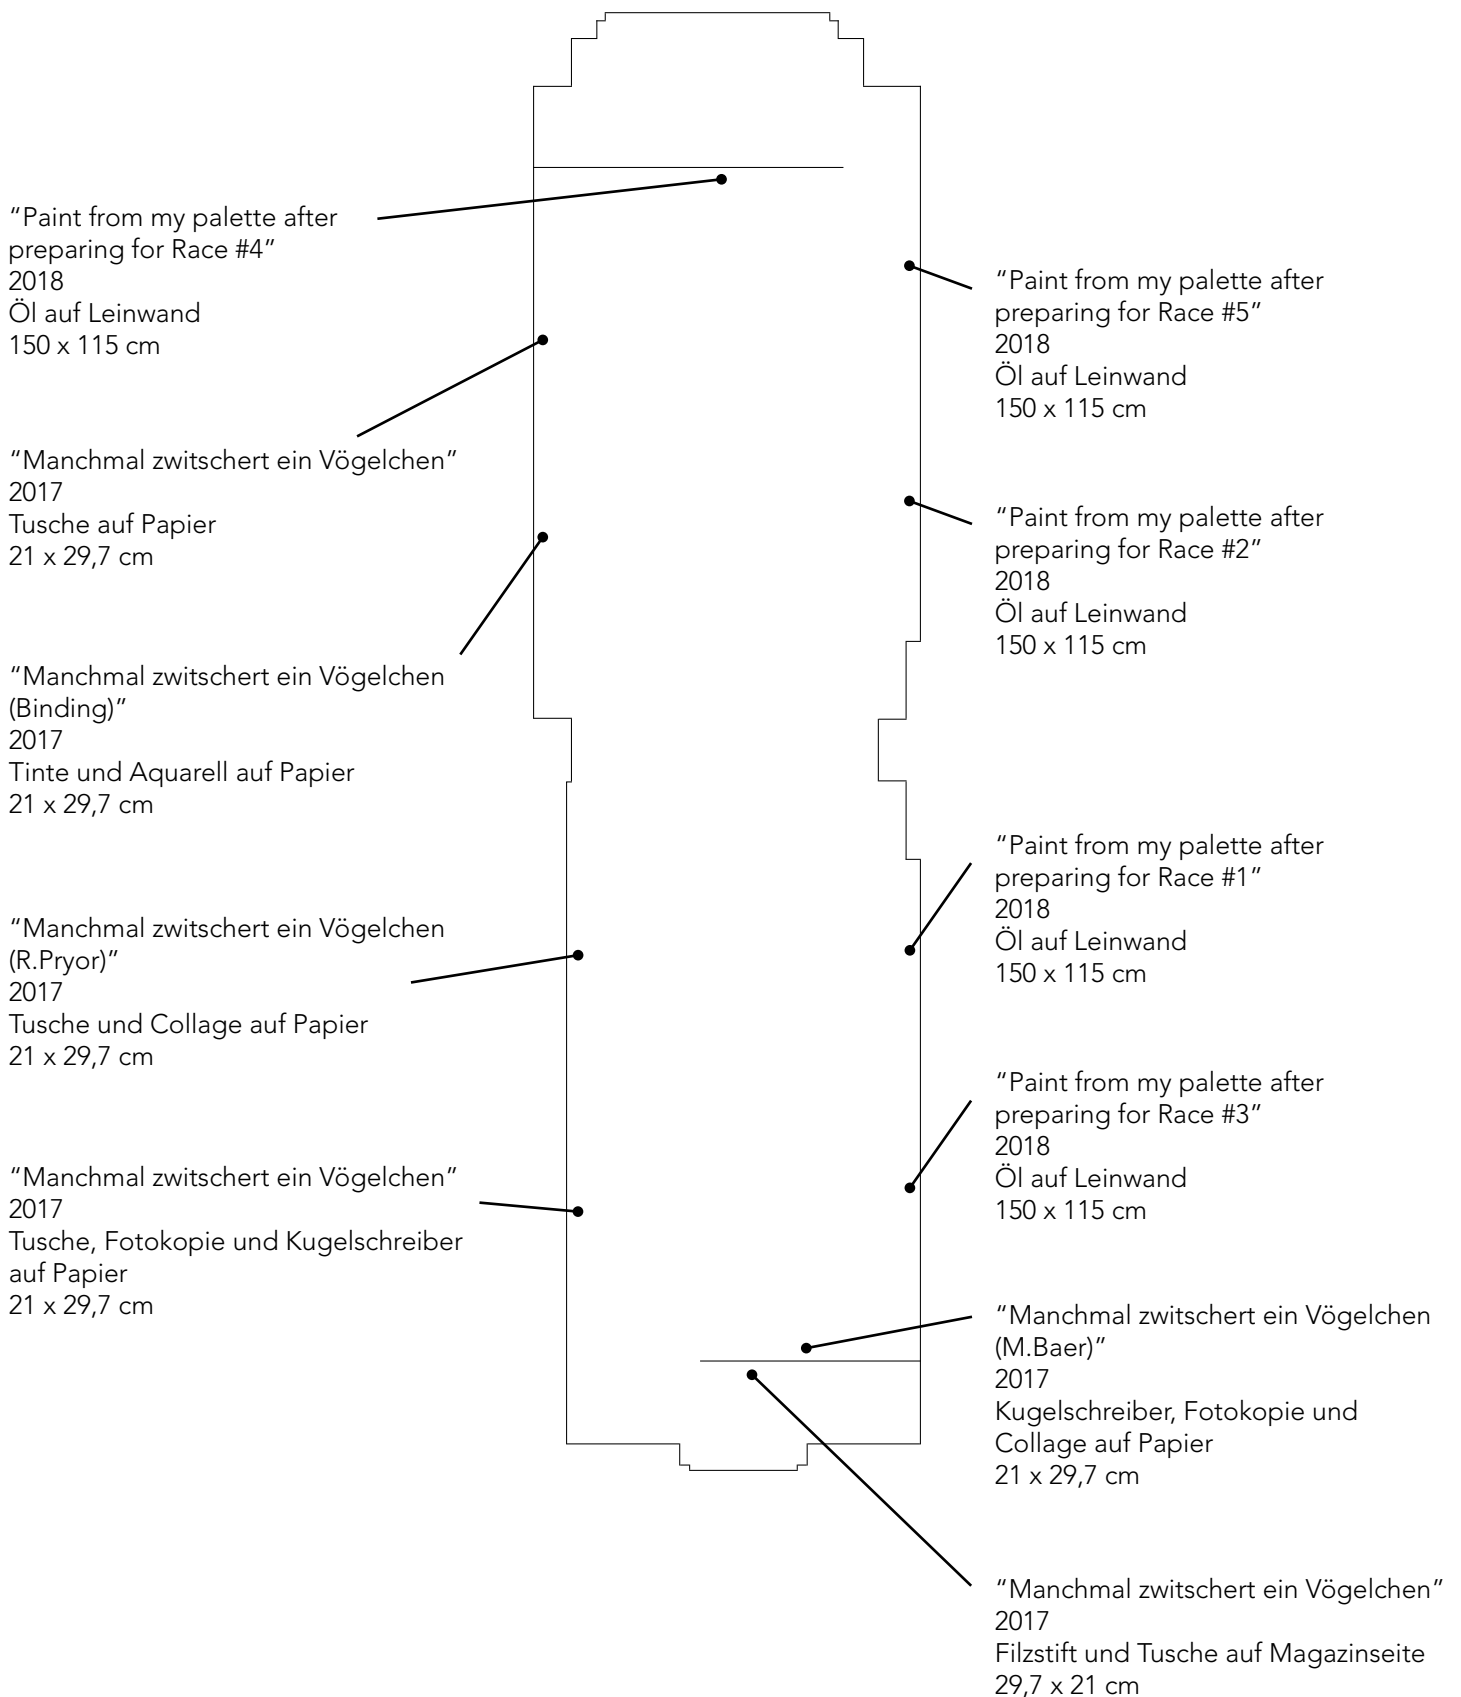 “Paint from my palette after
preparing for Race #4”
2018
Öl auf Leinwand
150 x 115 cm
“Manchmal zwitschert ein Vögelchen”
2017
Tusche auf Papier
21 x 29,7 cm
“Manchmal zwitschert ein Vögelchen
(Binding)”
2017
Tinte und Aquarell auf Papier
21 x 29,7 cm
“Manchmal zwitschert ein Vögelchen
(R.Pryor)”
2017
Tusche und Collage auf Papier
21 x 29,7 cm
“Manchmal zwitschert ein Vögelchen”
2017
Tusche, Fotokopie und Kugelschreiber
auf Papier
21 x 29,7 cm
“Paint from my palette after
preparing for Race #5”
2018
Öl auf Leinwand
150 x 115 cm
“Paint from my palette after
preparing for Race #2”
2018
Öl auf Leinwand
150 x 115 cm
“Paint from my palette after
preparing for Race #1”
2018
Öl auf Leinwand
150 x 115 cm
“Paint from my palette after
preparing for Race #3”
2018
Öl auf Leinwand
150 x 115 cm
“Manchmal zwitschert ein Vögelchen
(M.Baer)”
2017
Kugelschreiber, Fotokopie und
Collage auf Papier
21 x 29,7 cm
“Manchmal zwitschert ein Vögelchen”
2017
Filzstift und Tusche auf Magazinseite
29,7 x 21 cm